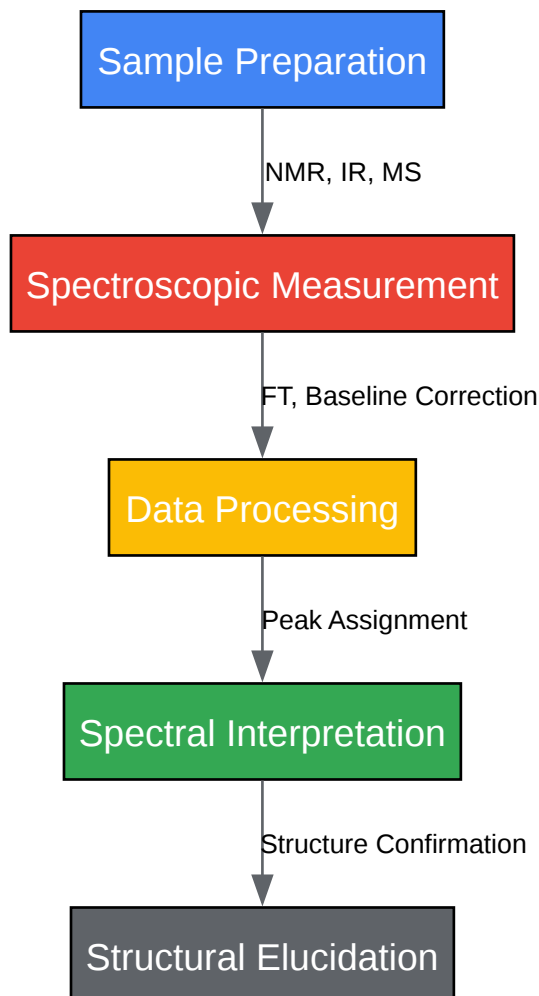 Sample Preparation
NMR, IR, MS
Spectroscopic Measurement
FT, Baseline Correction
Data Processing
Peak Assignment
Spectral Interpretation
Structure Confirmation
Structural Elucidation